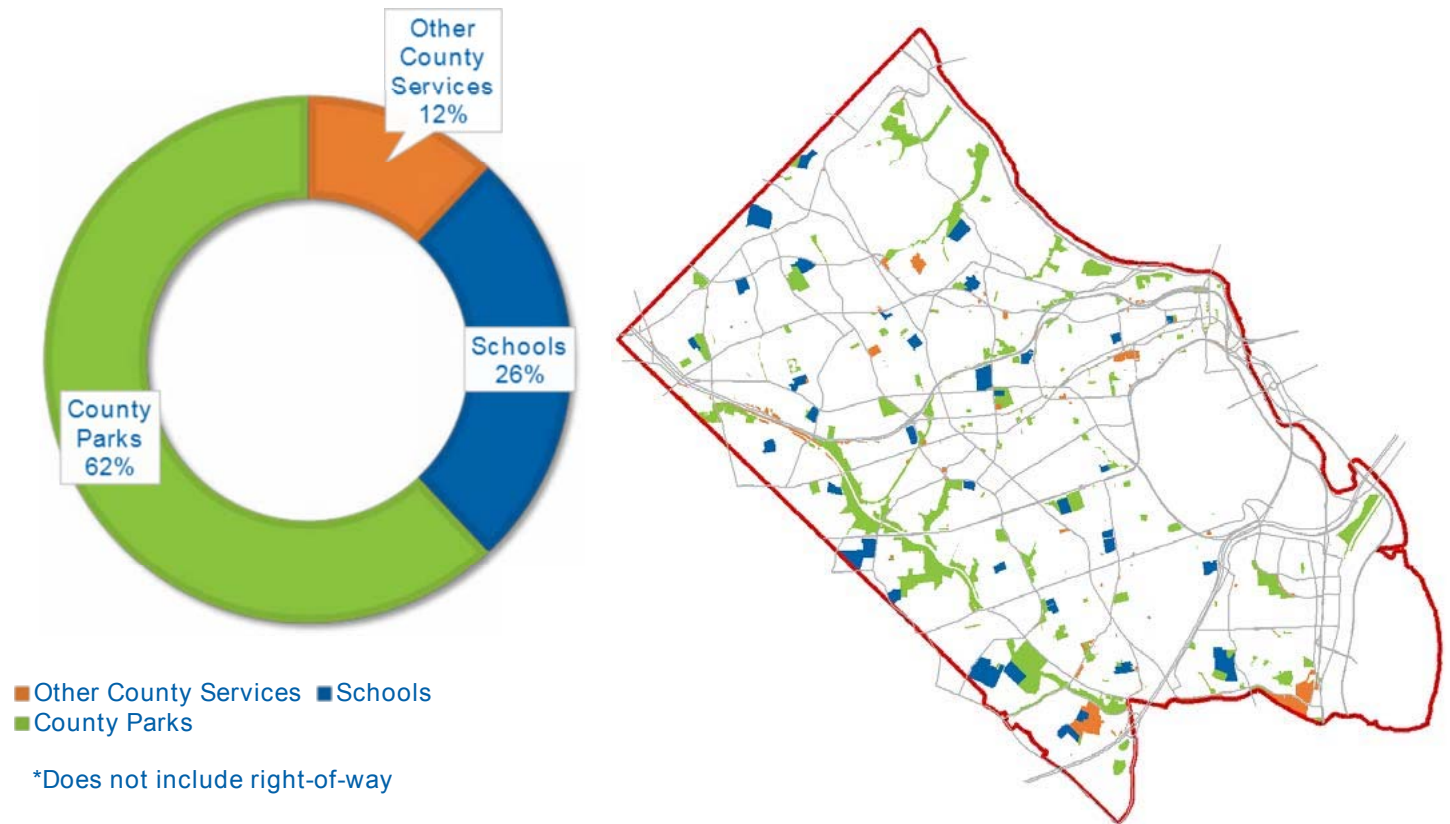 Other
County
Services
12%
Schools
26%
County
Parks
62%
Other County Services Schools
County Parks
*Does not include right-of-way